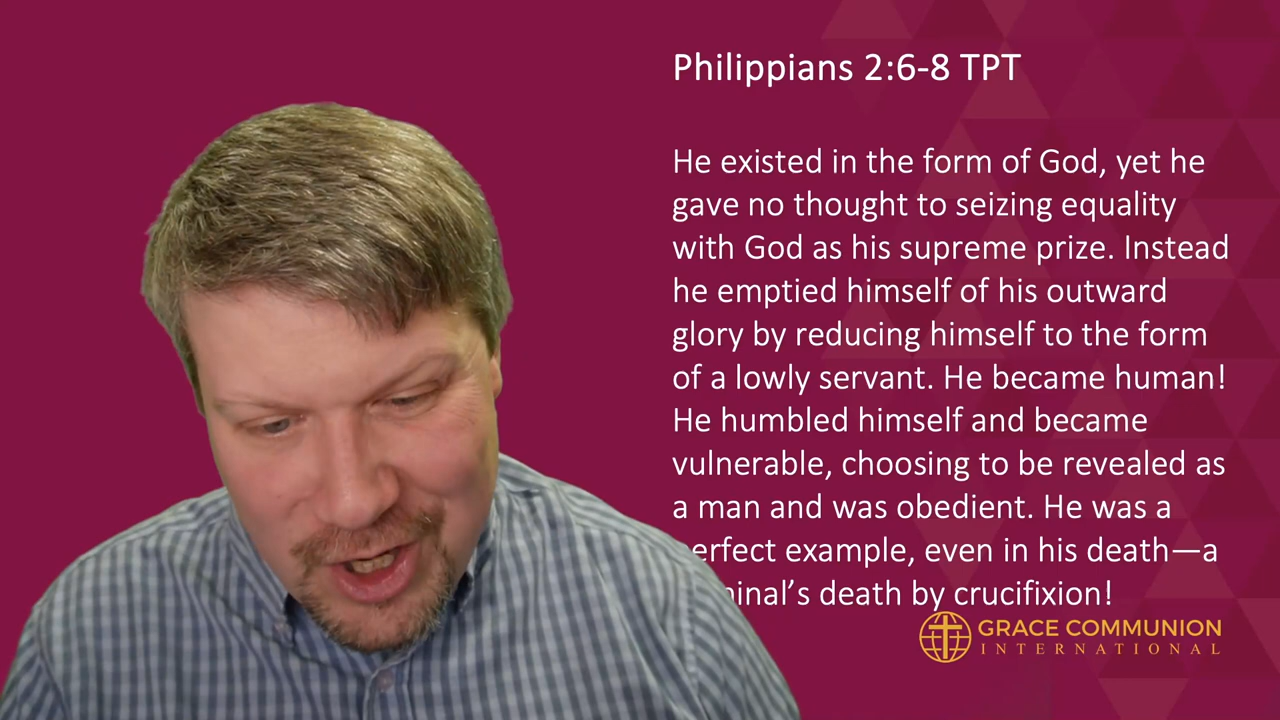 Philippians 2:6-8 TPT
He existed in the form of God, yet he
gave no thought to seizing equality
with God as his supreme prize. Instead
he emptied himself of his outward
glory by reducing himself to the form
of a lowly servant. He became human!
He humbled himself and became
vulnerable, choosing to be revealed as
a man and was obedient. He was a
example, even in his death—a
death by crucifixion!
GRACE COMMUNION
INTERNATIONAL